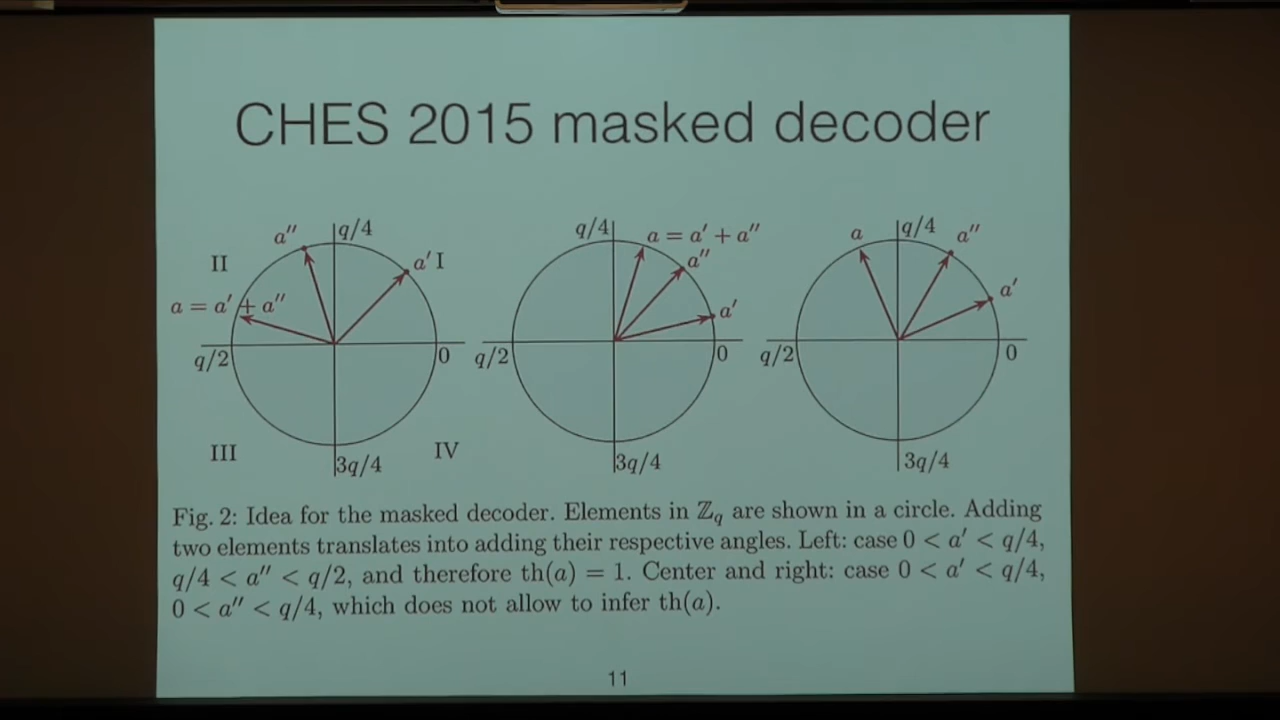 CHES 2015 masked decoder
a″ q/4
II a′ I
a = a′ + a″
q/2 0
III 3q/4 IV
q/4 a = a′ + a″
a″
a′
q/2 0
3q/4
a q/4 a″
a′
q/2 0
3q/4
Fig. 2: Idea for the masked decoder. Elements in ℤq are shown in a circle. Adding
two elements translates into adding their respective angles. Left: case 0 < a′ < q/4,
q/4 < a″ < q/2, and therefore th(a) = 1. Center and right: case 0 < a′ < q/4,
0 < a″ < q/4, which does not allow to infer th(a).
11